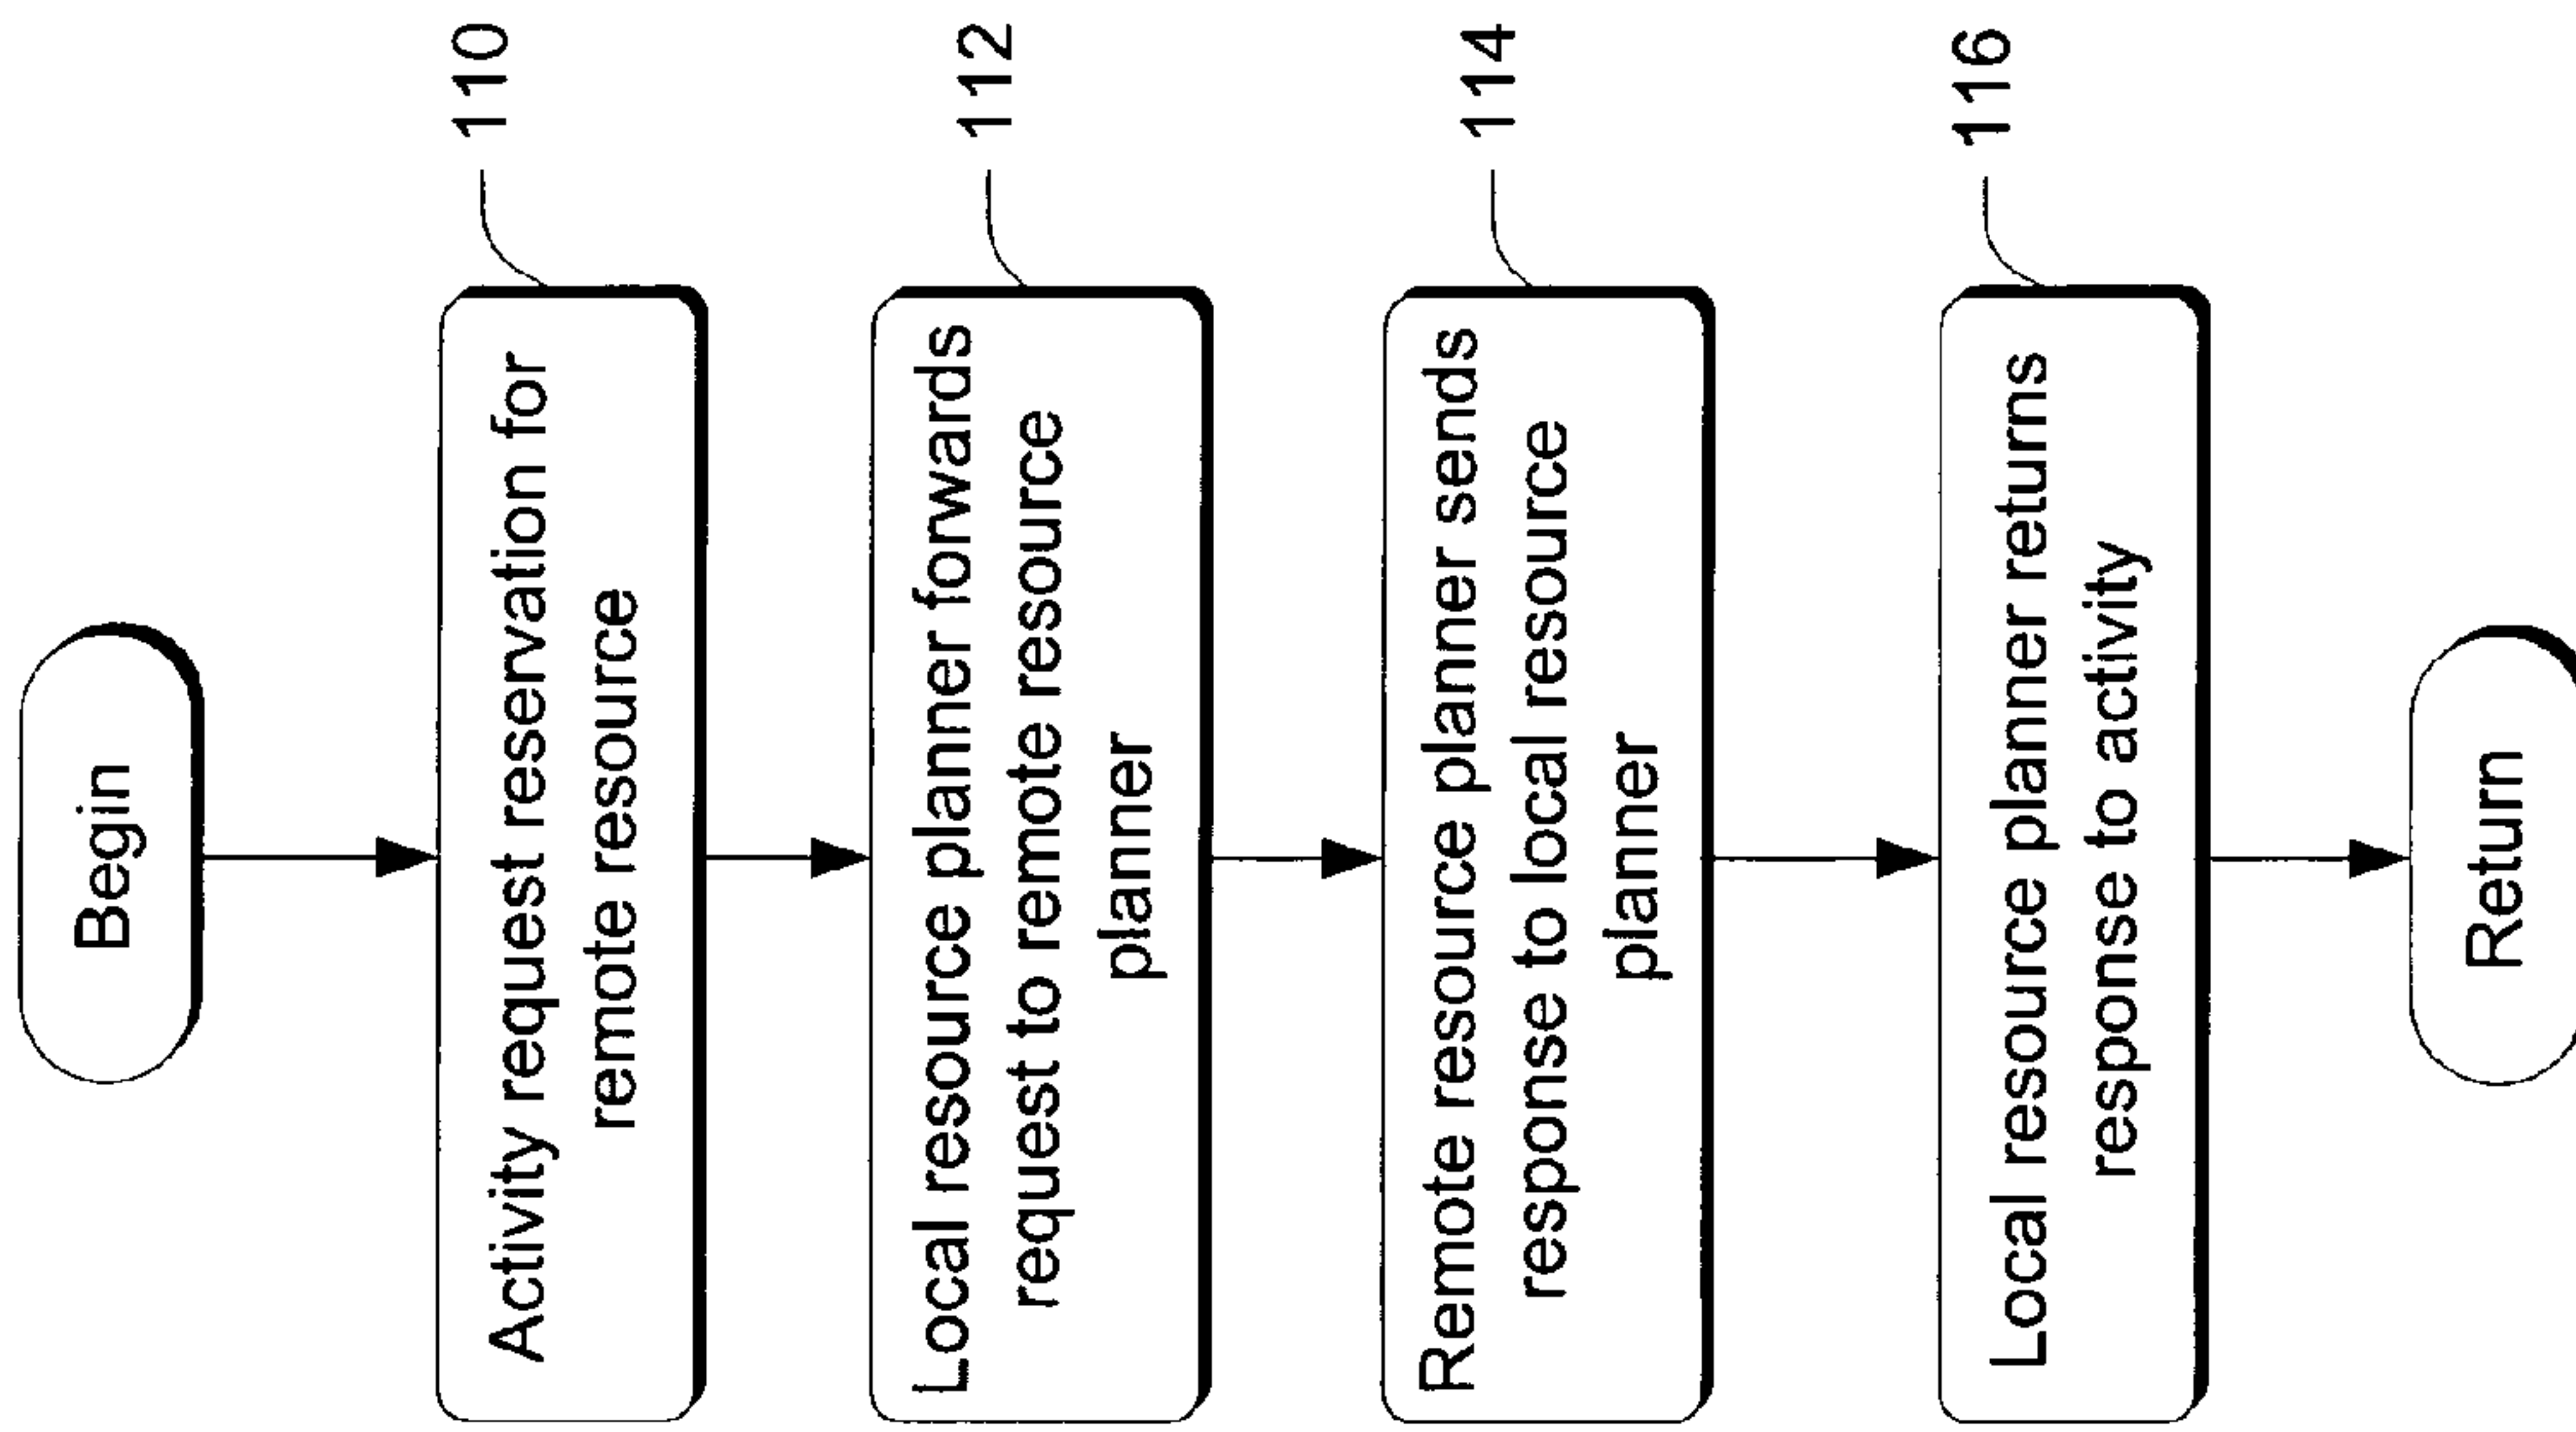 Begin
Activity request reservation for
remote resource
110
Local resource planner forwards
request to remote resource
planner
112
Remote resource planner sends
response to local resource
planner
114
Local resource planner returns
response to activity
116
Return